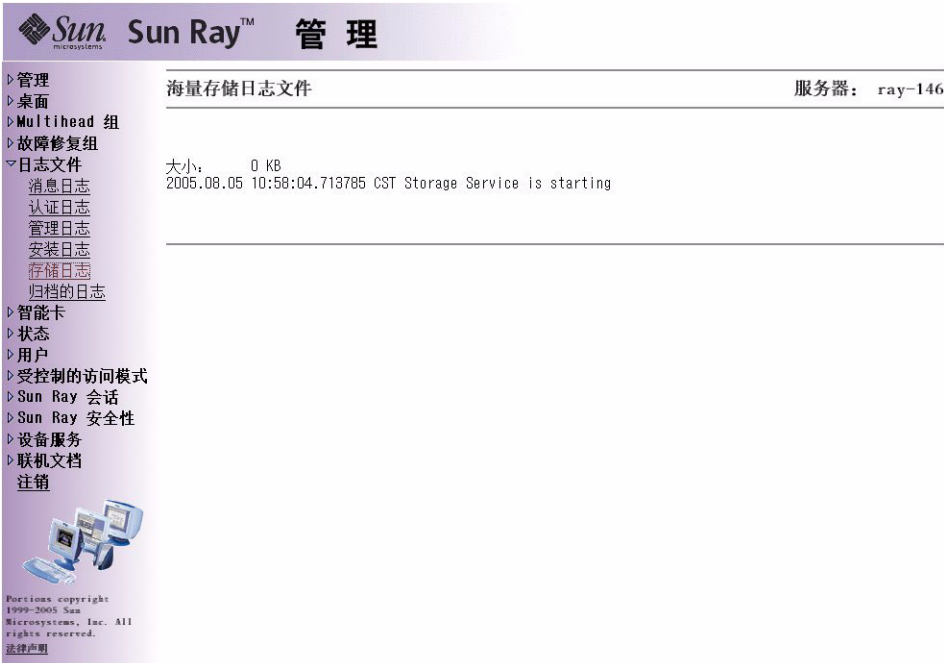 Sun
microsystems
Sun Ray™ 管 理
▷管理
▷桌面
▷Multihead 组
▷故障修复组
▽日志文件
消息日志
认证日志
管理日志
安装日志
存储日志
归档的日志
▷智能卡
▷状态
▷用户
▷受控制的访问模式
▷Sun Ray 会话
▷Sun Ray 安全性
▷设备服务
▷联机文档
注销
Portions copyright
1999-2005 Sun
Microsystems, Inc. All
rights reserved.
法律声明
海量存储日志文件 服务器: ray-146
大小: 0 KB
2005.08.05 10:58:04.713785 CST Storage Service is starting